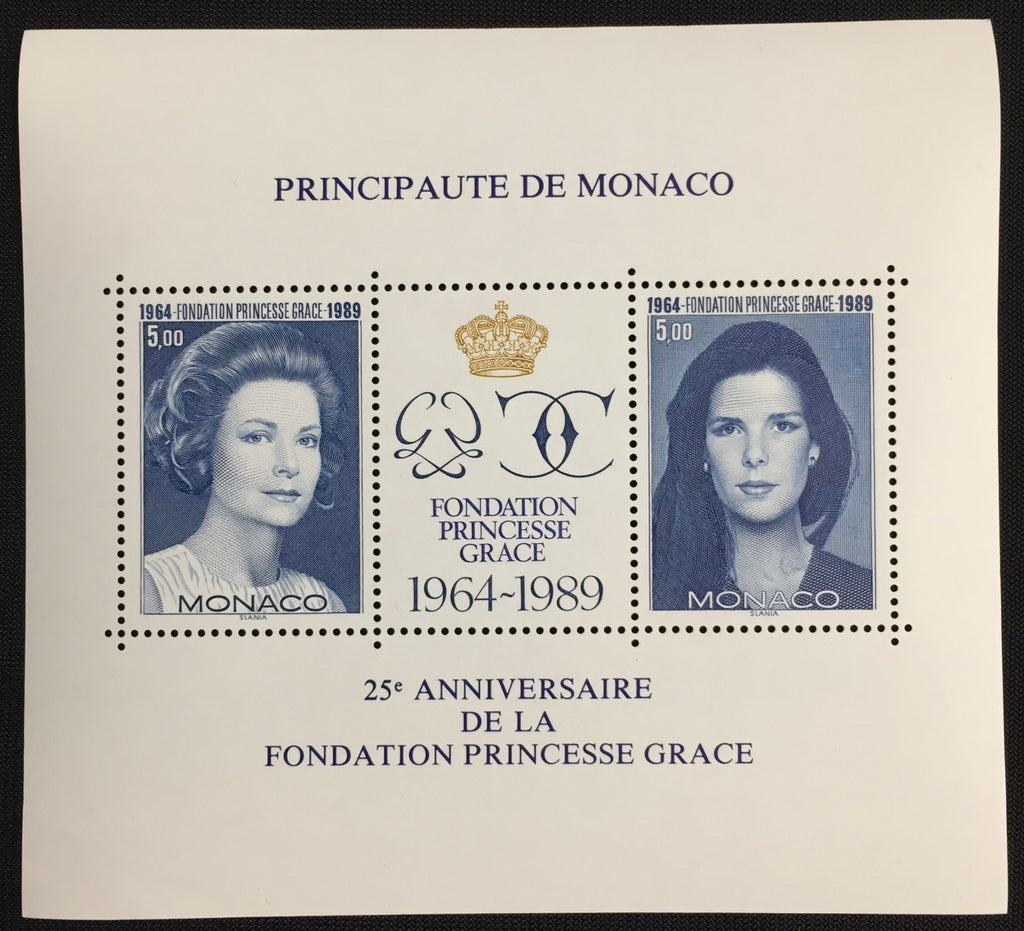 PRINCIPAUTE DE MONACO
1964-FONDATION PRINCESSE GRACE-1989
5,00
MONACO
SLANIA
FONDATION
PRINCESSE
GRACE
1964~1989
1964-FONDATION PRINCESSE GRACE-1989
5,00
MONACO
SLANIA
25e ANNIVERSAIRE
DE LA
FONDATION PRINCESSE GRACE